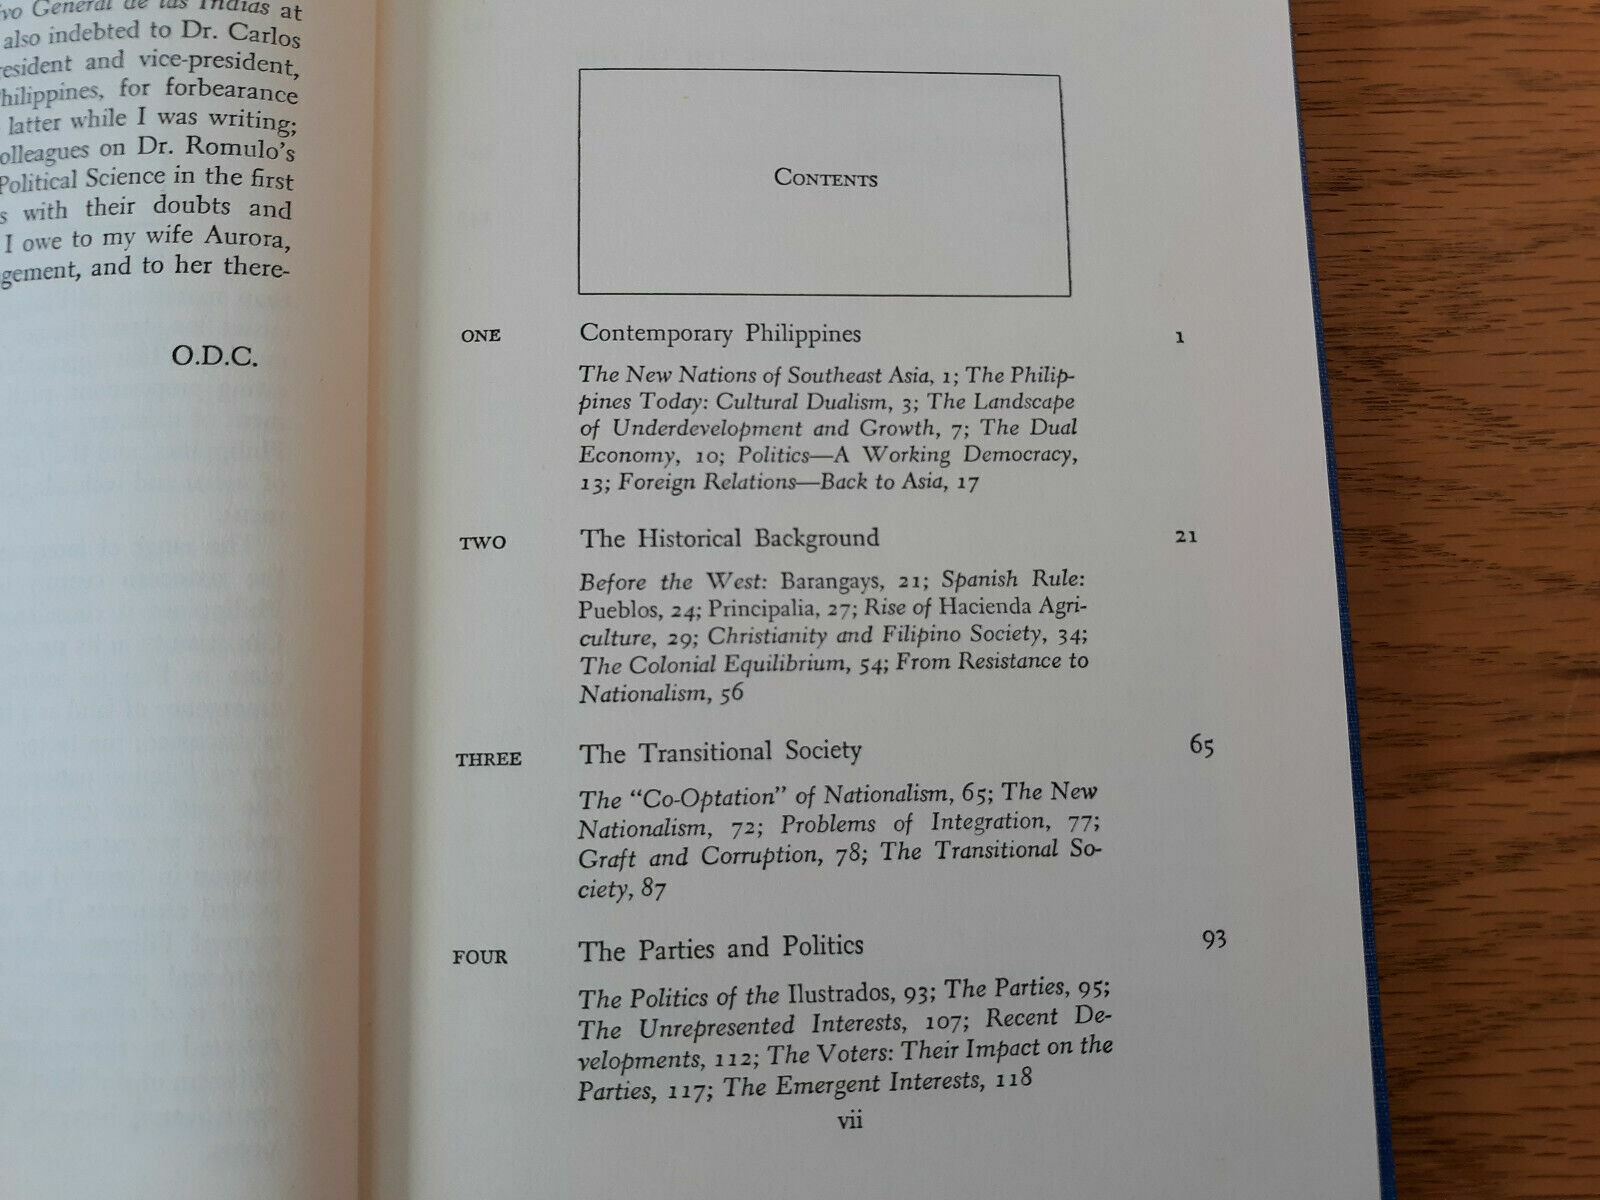 vo General de las Indias at
also indebted to Dr. Carlos
resident and vice-president,
Philippines, for forbearance
latter while I was writing;
olleagues on Dr. Romulo's
Political Science in the first
s with their doubts and
I owe to my wife Aurora,
gement, and to her there-
O.D.C.
CONTENTS
ONE Contemporary Philippines 1
The New Nations of Southeast Asia, 1; The Philip-
pines Today: Cultural Dualism, 3; The Landscape
of Underdevelopment and Growth, 7; The Dual
Economy, 10; Politics—A Working Democracy,
13; Foreign Relations—Back to Asia, 17
TWO The Historical Background 21
Before the West: Barangays, 21; Spanish Rule:
Pueblos, 24; Principalia, 27; Rise of Hacienda Agri-
culture, 29; Christianity and Filipino Society, 34;
The Colonial Equilibrium, 54; From Resistance to
Nationalism, 56
THREE The Transitional Society 65
The “Co-Optation” of Nationalism, 65; The New
Nationalism, 72; Problems of Integration, 77;
Graft and Corruption, 78; The Transitional So-
ciety, 87
FOUR The Parties and Politics 93
The Politics of the Ilustrados, 93; The Parties, 95;
The Unrepresented Interests, 107; Recent De-
velopments, 112; The Voters: Their Impact on the
Parties, 117; The Emergent Interests, 118
vii